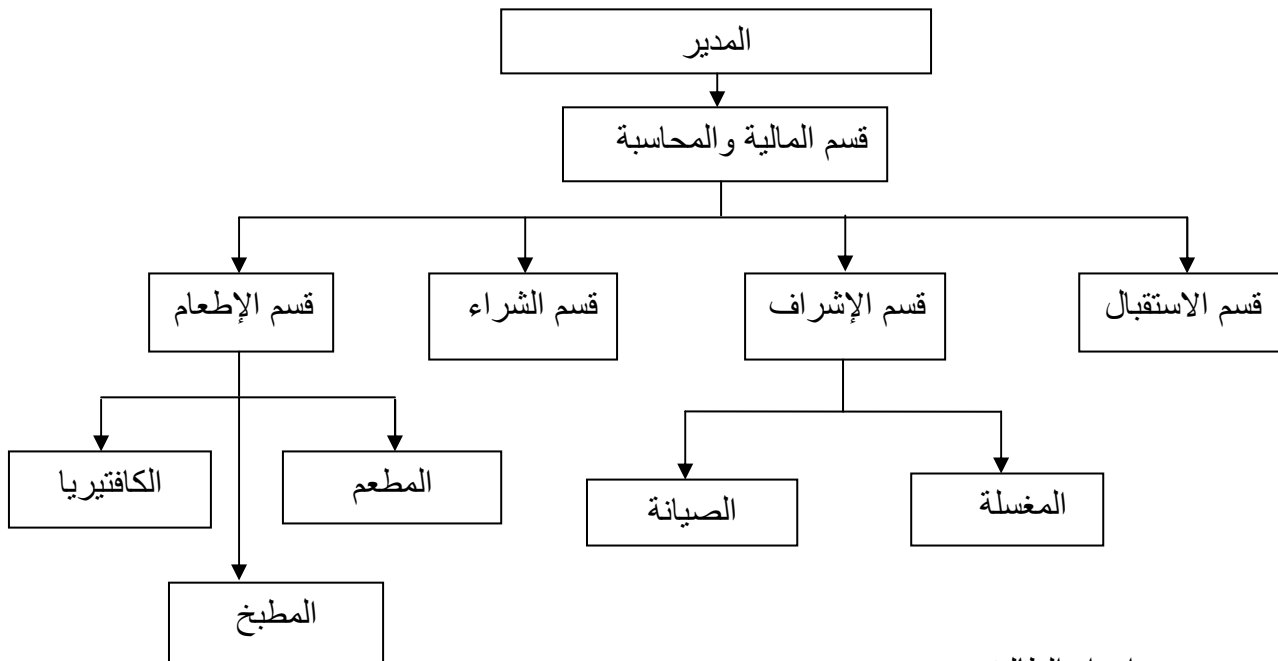 المدير
قسم المالية والمحاسبة
قسم الاستقبال
قسم الإشراف
قسم الشراء
قسم الإطعام
المغسلة
الصيانة
المطعم
الكافتيريا
المطبخ